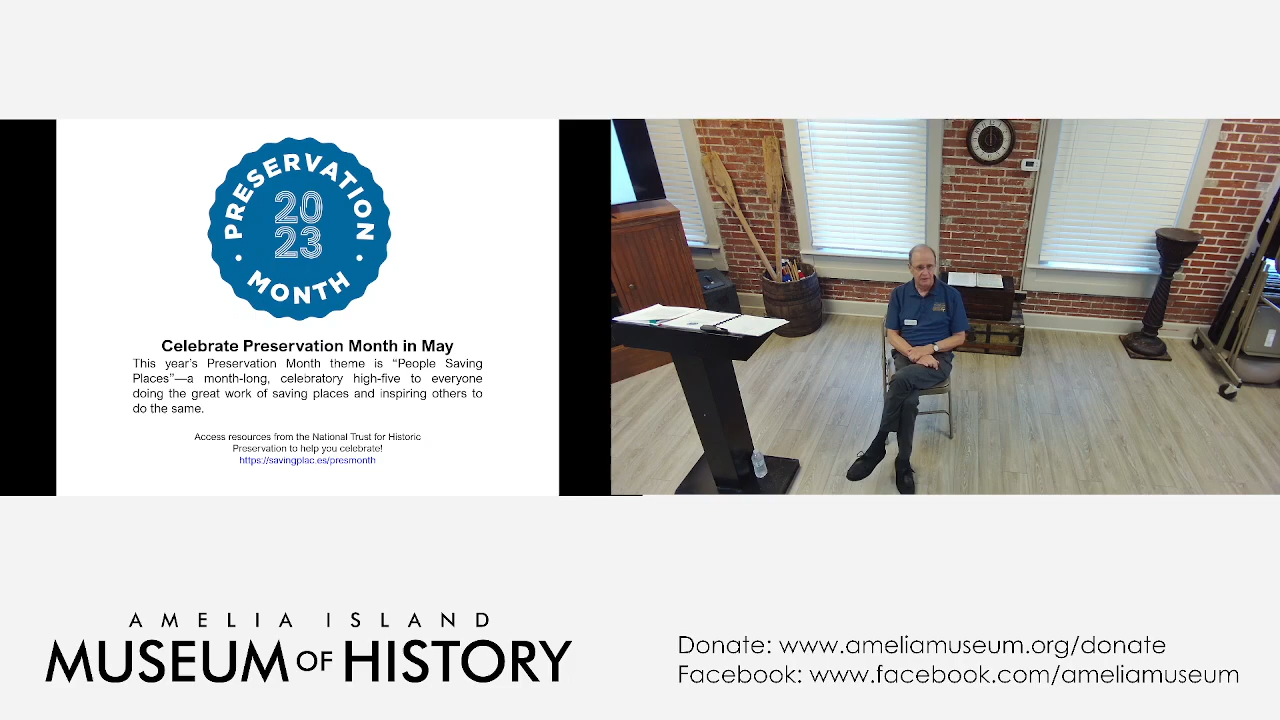 PRESERVATION
20
23
MONTH
Celebrate Preservation Month in May
This year's Preservation Month theme is “People Saving
Places”—a month-long, celebratory high-five to everyone
doing the great work of saving places and inspiring others to
do the same.
Access resources from the National Trust for Historic
Preservation to help you celebrate!
https://savingplac.es/presmonth
AMELIA ISLAND
MUSEUM OF HISTORY
Donate: www.ameliamuseum.org/donate
Facebook: www.facebook.com/ameliamuseum